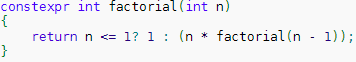 constexpr int factorial(int n)
{
    return n <= 1? 1 : (n * factorial(n - 1));
}